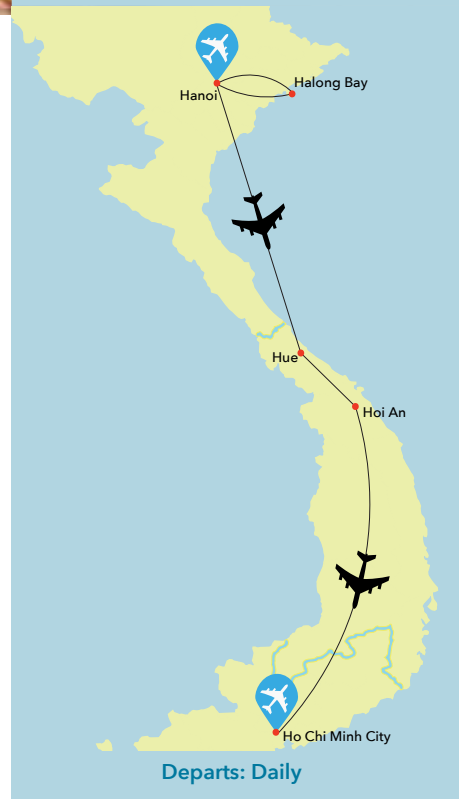 Halong Bay
Hanoi
Hue
Hoi An
Ho Chi Minh City
Departs: Daily